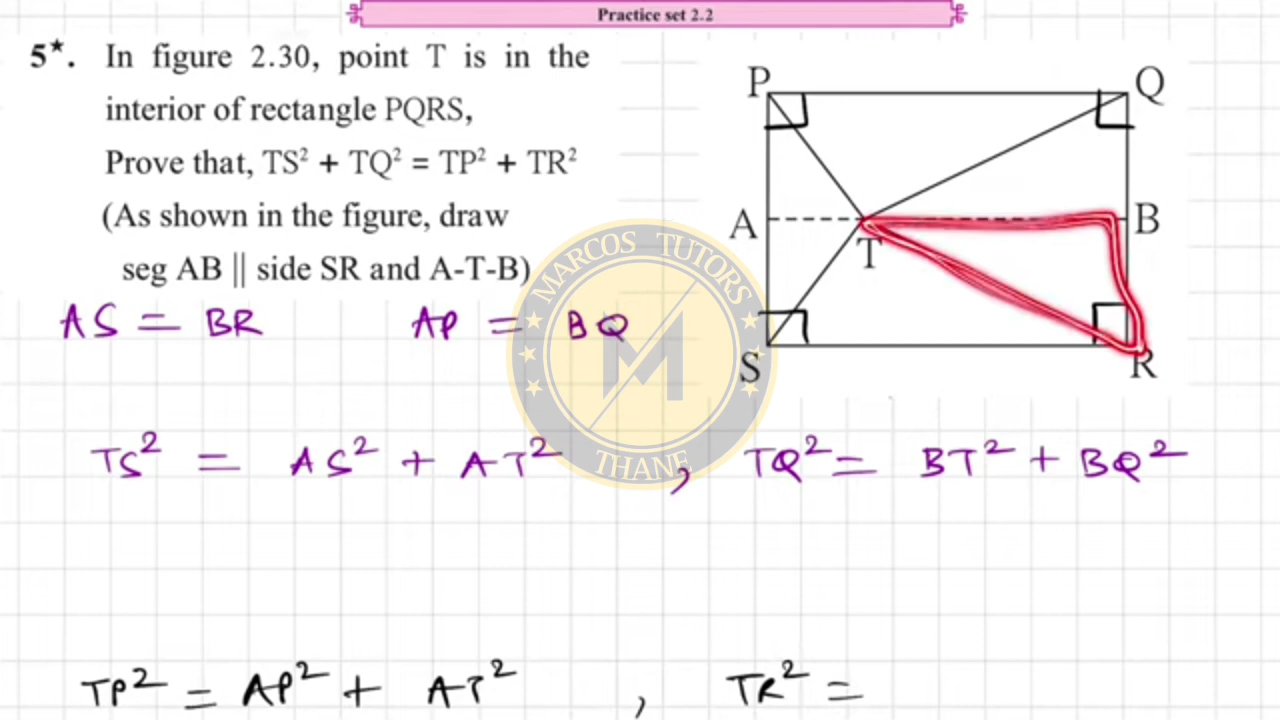 Practice set 2.2
5★. In figure 2.30, point T is in the
interior of rectangle PQRS,
Prove that, TS² + TQ² = TP² + TR²
(As shown in the figure, draw
seg AB || side SR and A-T-B)
P Q
A T B
S R
MARCOS TUTORS
M
THANE
AS = BR AP = BQ
TS² = AS² + AT² , TQ² = BT² + BQ²
TP² = AP² + AT² , TR² =